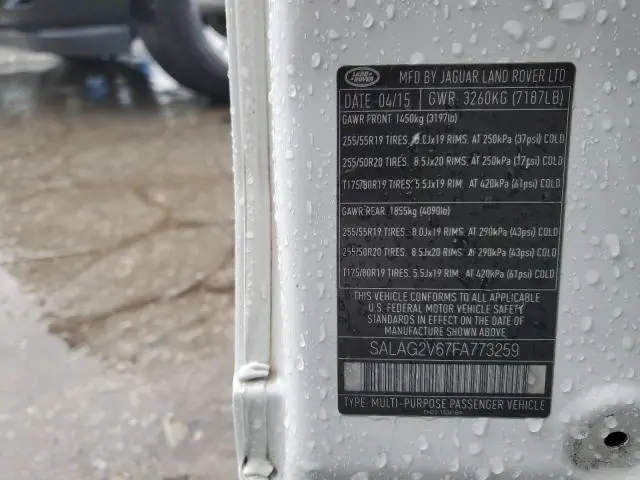 LAND ROVER
MFD BY JAGUAR LAND ROVER LTD
DATE 04/15 GWR: 3260KG (7187LB)
GAWR FRONT 1450kg (3197lb)
255/55R19 TIRES. 8.0Jx19 RIMS. AT 250kPa (37psi) COLD
255/50R20 TIRES. 8.5Jx20 RIMS. AT 250kPa (37psi) COLD
T175/80R19 TIRES. 5.5Jx19 RIM. AT 420kPa (61psi) COLD
GAWR REAR 1855kg (4090lb)
255/55R19 TIRES. 8.0Jx19 RIMS. AT 290kPa (43psi) COLD
255/50R20 TIRES. 8.5Jx20 RIMS. AT 290kPa (43psi) COLD
T175/80R19 TIRES. 5.5Jx19 RIM. AT 420kPa (61psi) COLD
THIS VEHICLE CONFORMS TO ALL APPLICABLE
U.S. FEDERAL MOTOR VEHICLE SAFETY
STANDARDS IN EFFECT ON THE DATE OF
MANUFACTURE SHOWN ABOVE
SALAG2V67FA773259
TYPE: MULTI-PURPOSE PASSENGER VEHICLE